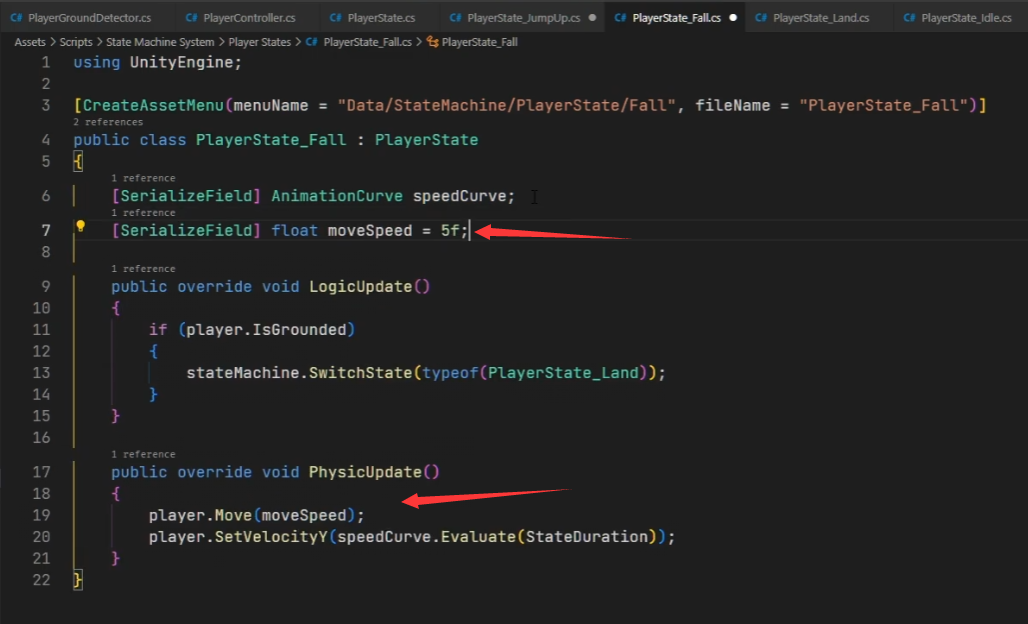 C# PlayerGroundDetector.cs C# PlayerController.cs C# PlayerState.cs C# PlayerState_JumpUp.cs ● C# PlayerState_Fall.cs ● C# PlayerState_Land.cs C# PlayerState_Idle.cs
Assets > Scripts > State Machine System > Player States > C# PlayerState_Fall.cs > PlayerState_Fall
1 using UnityEngine;
2
3 [CreateAssetMenu(menuName = "Data/StateMachine/PlayerState/Fall", fileName = "PlayerState_Fall")]
2 references
4 public class PlayerState_Fall : PlayerState
5 {
1 reference
6 [SerializeField] AnimationCurve speedCurve;
1 reference
7 [SerializeField] float moveSpeed = 5f;
8
1 reference
9 public override void LogicUpdate()
10 {
11 if (player.IsGrounded)
12 {
13 stateMachine.SwitchState(typeof(PlayerState_Land));
14 }
15 }
16
1 reference
17 public override void PhysicUpdate()
18 {
19 player.Move(moveSpeed);
20 player.SetVelocityY(speedCurve.Evaluate(StateDuration));
21 }
22 }